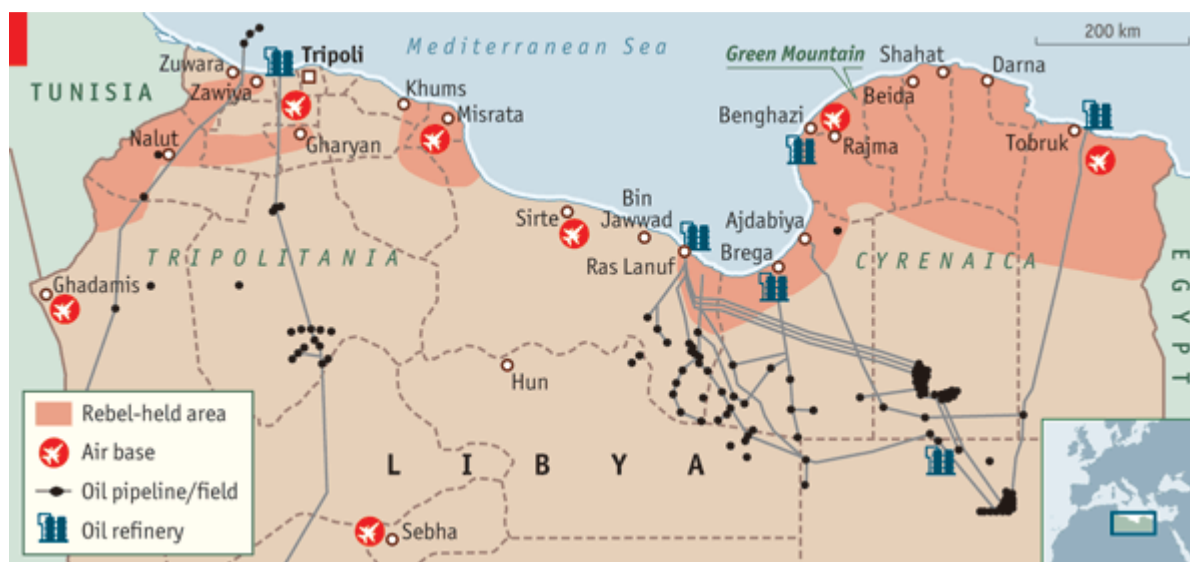 200 km
Mediterranean Sea
Green Mountain
Shahat
Darna
Zuwara
Tripoli
TUNISIA
Zawiya
Khums
Misrata
Beida
Benghazi
Rajma
Tobruk
Nalut
Gharyan
Sirte
Bin
Jawwad
Ajdabiya
Ras Lanuf
Brega
TRIPOLITANIA
CYRENAICA
EGYPT
Ghadamis
Hun
LIBYA
Sebha
Rebel-held area
Air base
Oil pipeline/field
Oil refinery